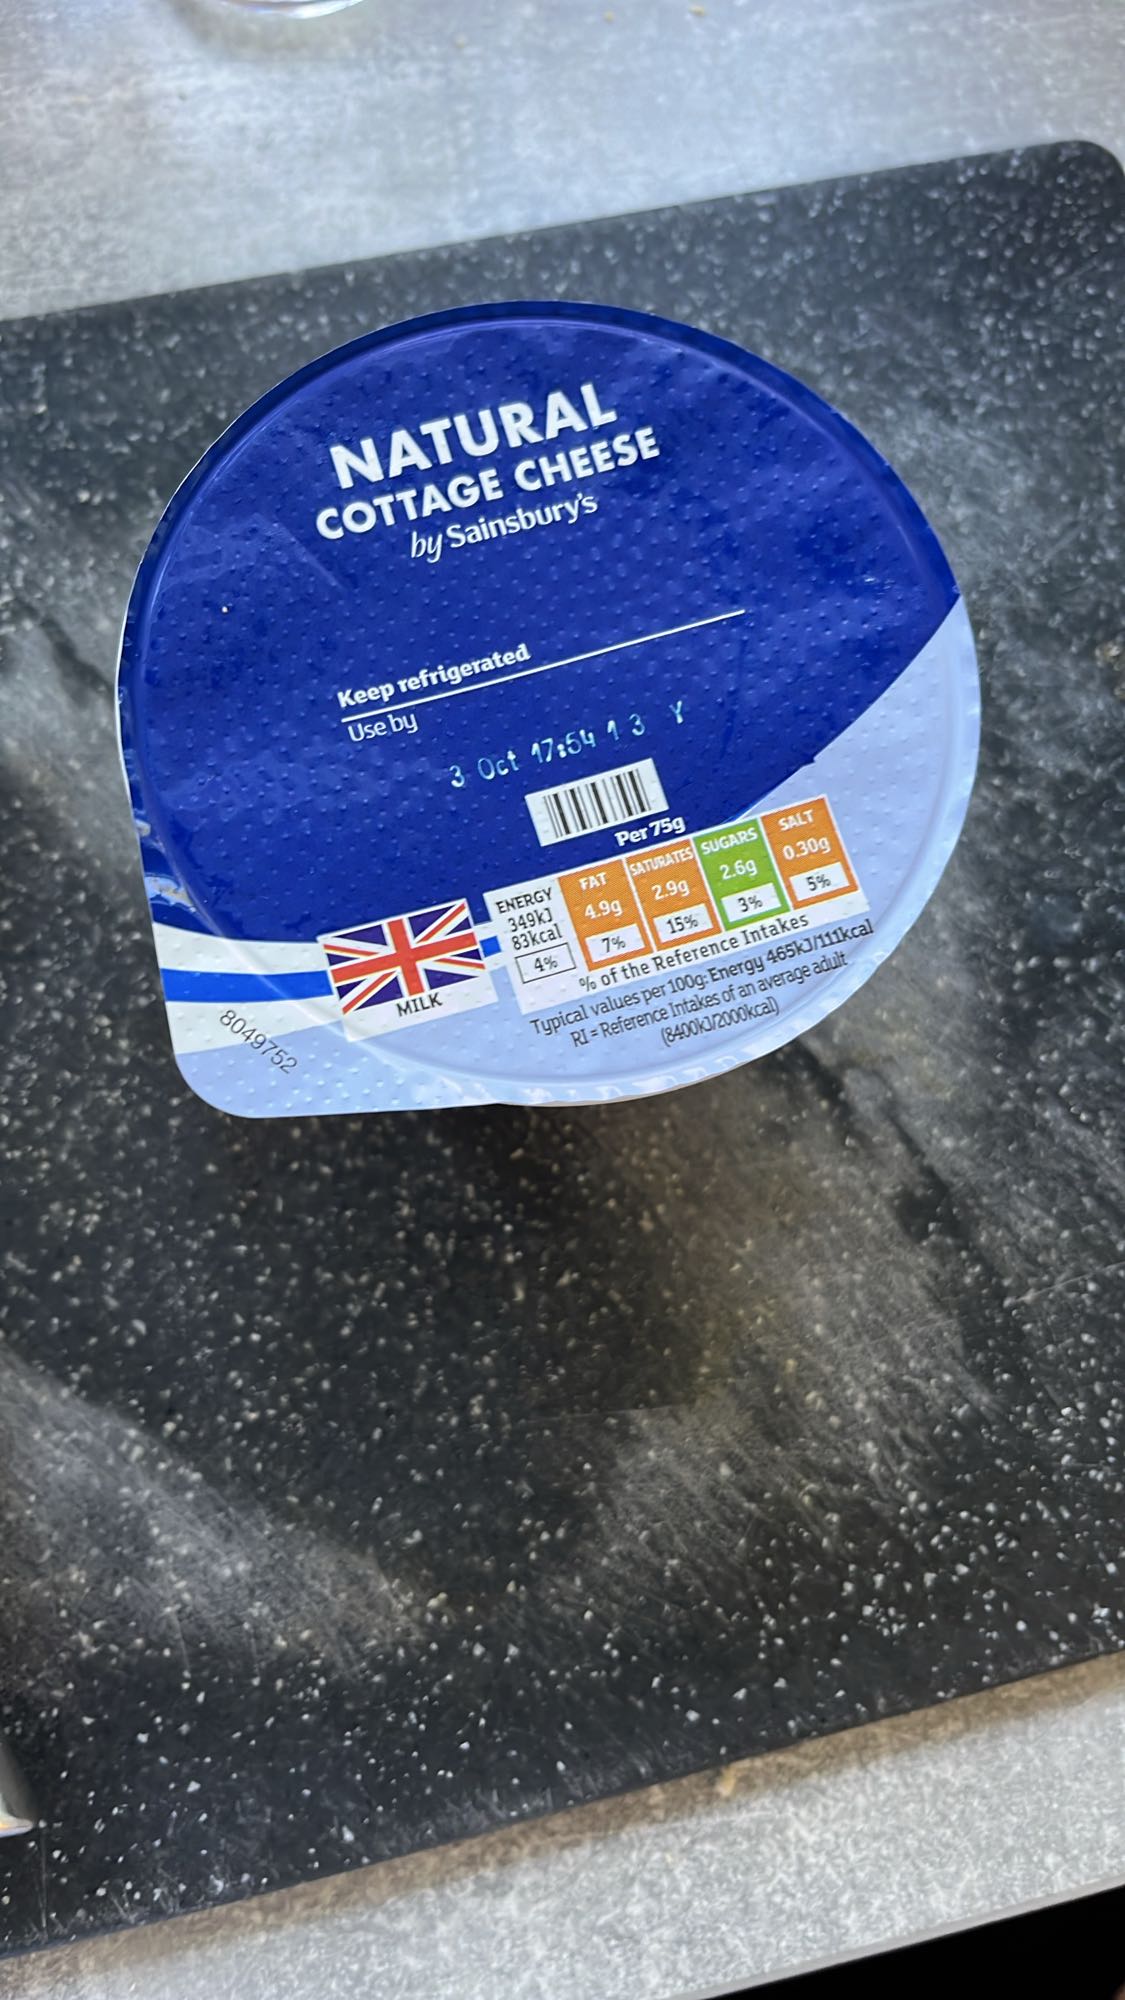 NATURAL
COTTAGE CHEESE
by Sainsbury's
Keep refrigerated
Use by
3 Oct 17:54 1 3 Y
Per 75g
ENERGY
349kJ
83kcal
4%
FAT
4.9g
7%
SATURATES
2.9g
15%
SUGARS
2.6g
3%
SALT
0.30g
5%
% of the Reference Intakes
Typical values per 100g: Energy 465kJ/111kcal
RI = Reference Intakes of an average adult
(8400kJ/2000kcal)
MILK
8049752